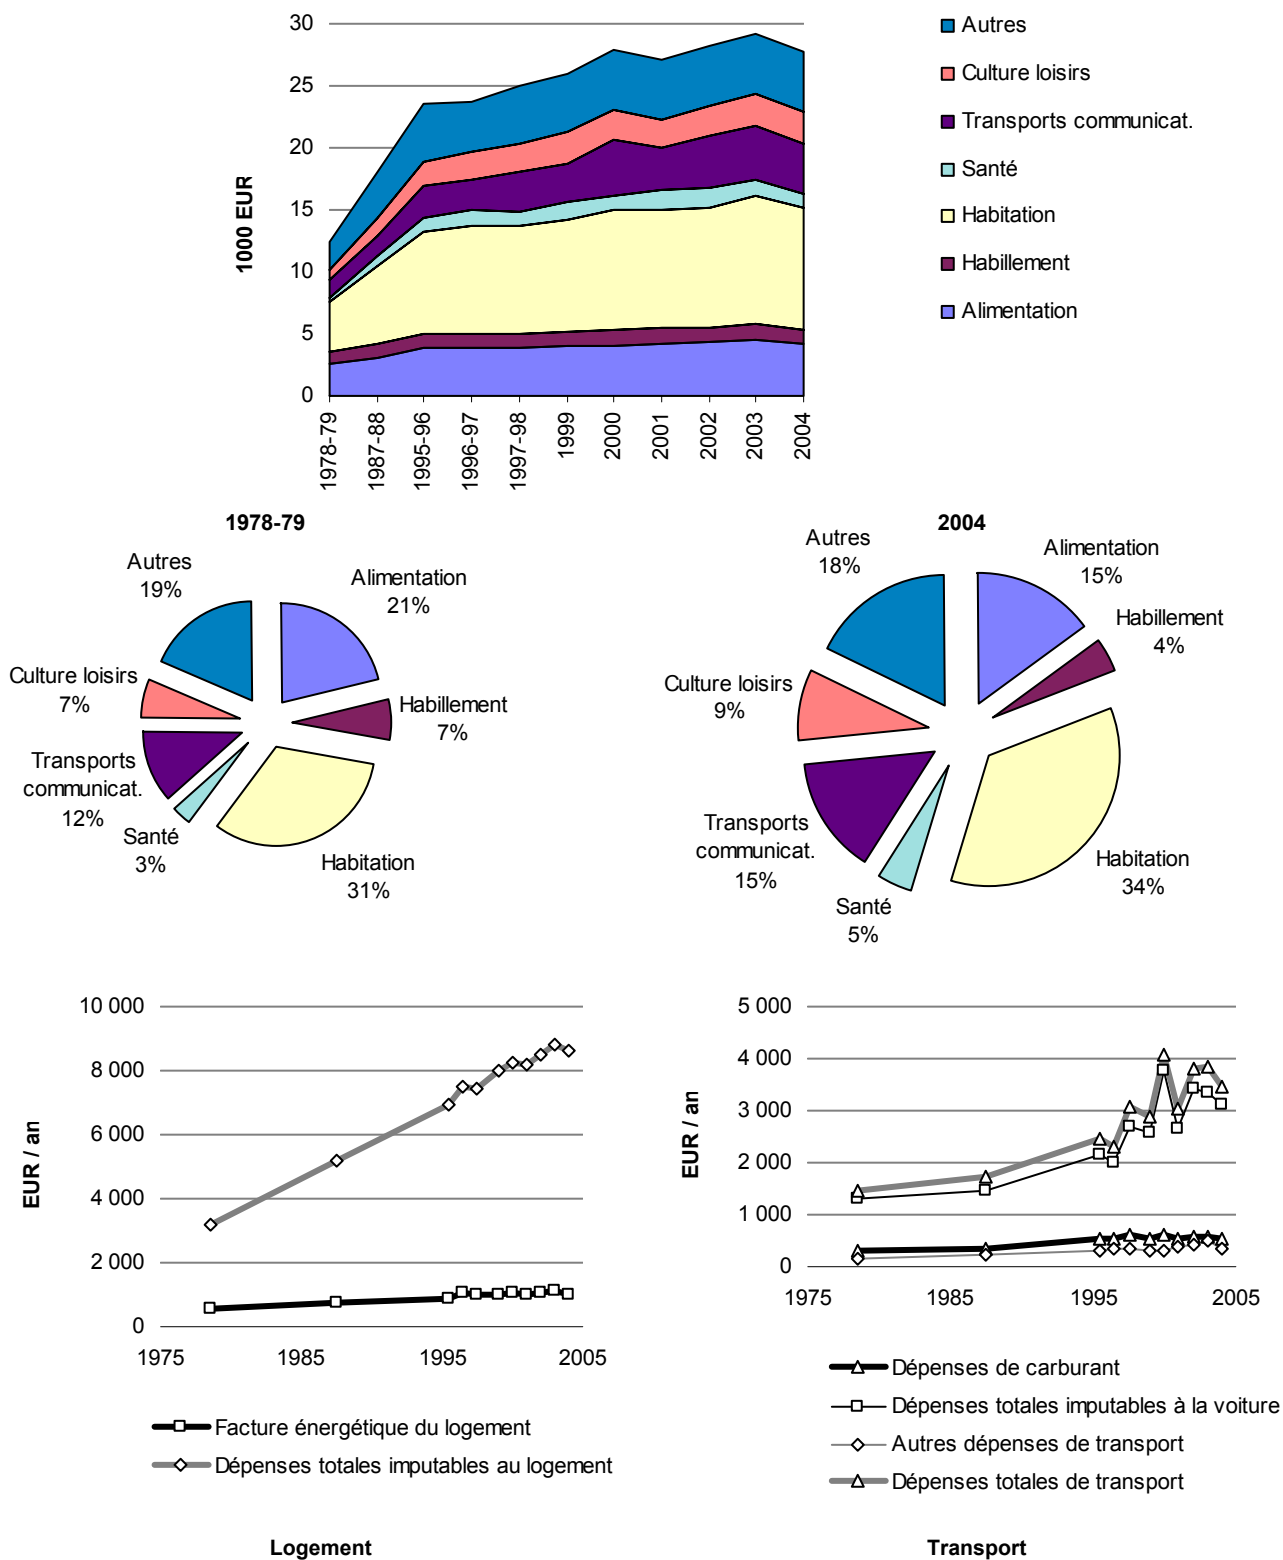 30
25
20
15
10
5
0
1000 EUR
1978-79
1987-88
1995-96
1996-97
1997-98
1999
2000
2001
2002
2003
2004
Autres
Culture loisirs
Transports communicat.
Santé
Habitation
Habillement
Alimentation
1978-79
Autres
19%
Alimentation
21%
Culture loisirs
7%
Habillement
7%
Transports
communicat.
12%
Santé
3%
Habitation
31%
2004
Autres
18%
Alimentation
15%
Habillement
4%
Culture loisirs
9%
Transports
communicat.
15%
Habitation
34%
Santé
5%
10 000
8 000
6 000
4 000
2 000
0
EUR / an
1975
1985
1995
2005
Facture énergétique du logement
Dépenses totales imputables au logement
Logement
5 000
4 000
3 000
2 000
1 000
0
EUR / an
1975
1985
1995
2005
Dépenses de carburant
Dépenses totales imputables à la voiture
Autres dépenses de transport
Dépenses totales de transport
Transport